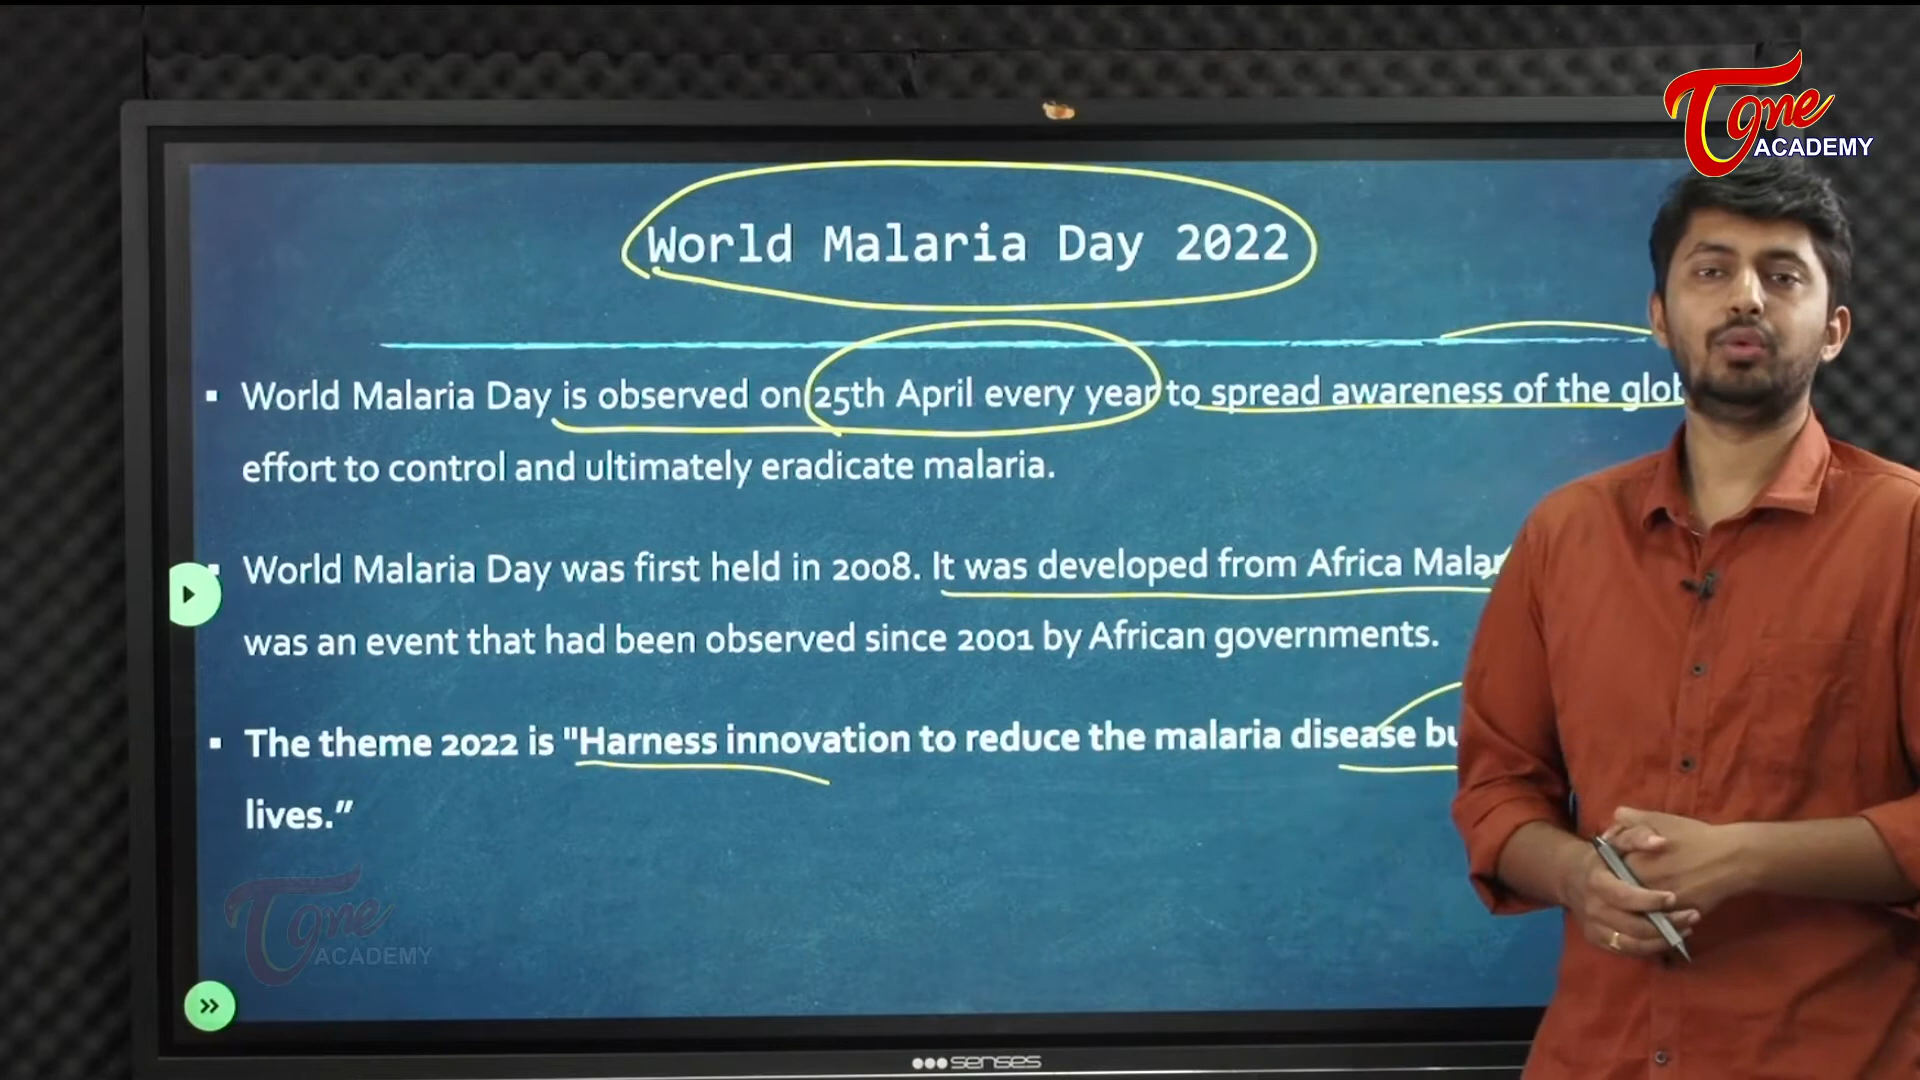 Tone
ACADEMY
World Malaria Day 2022
▪ World Malaria Day is observed on 25th April every year to spread awareness of the
effort to control and ultimately eradicate malaria.
▪ World Malaria Day was first held in 2008. It was developed from Africa
was an event that had been observed since 2001 by African governments.
▪ The theme 2022 is "Harness innovation to reduce the malaria disease
lives.”
Tone
ACADEMY
senses